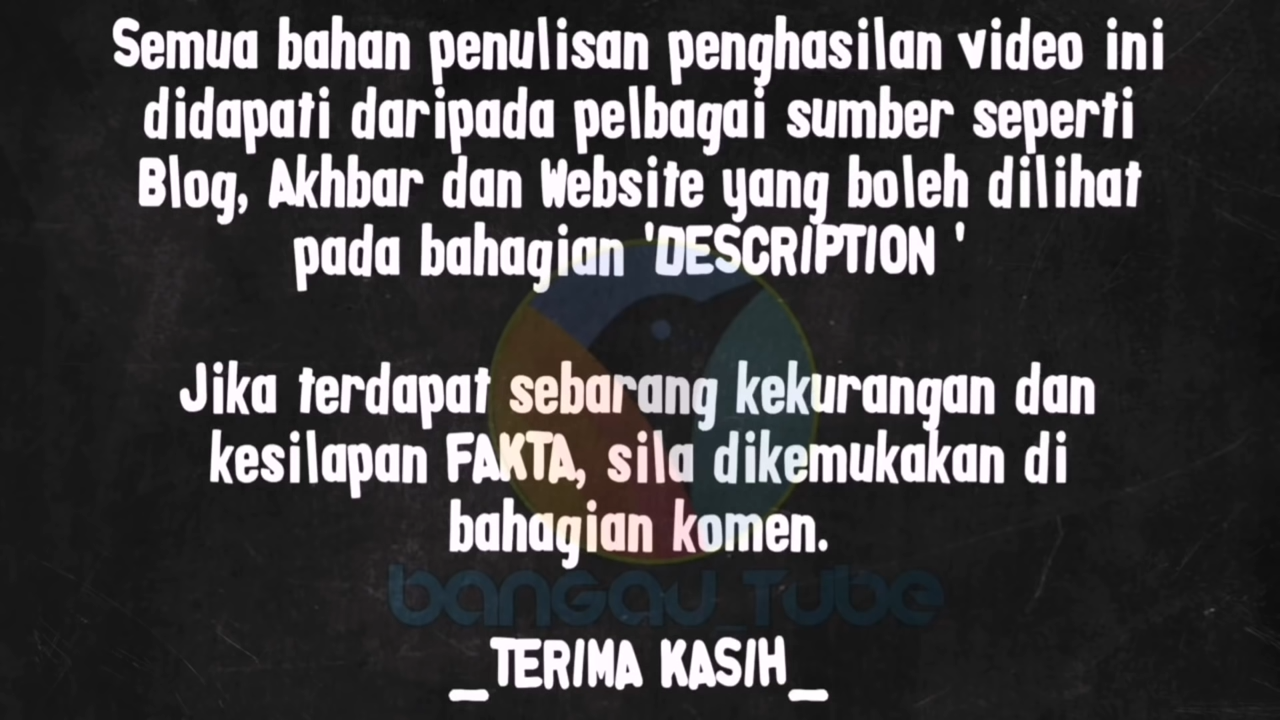 Semua bahan penulisan penghasilan video ini
didapati daripada pelbagai sumber seperti
Blog, Akhbar dan Website yang boleh dilihat
pada bahagian 'DESCRIPTION '
Jika terdapat sebarang kekurangan dan
kesilapan FAKTA, sila dikemukakan di
bahagian komen.
BANGAU_TUBE
_TERIMA KASIH_